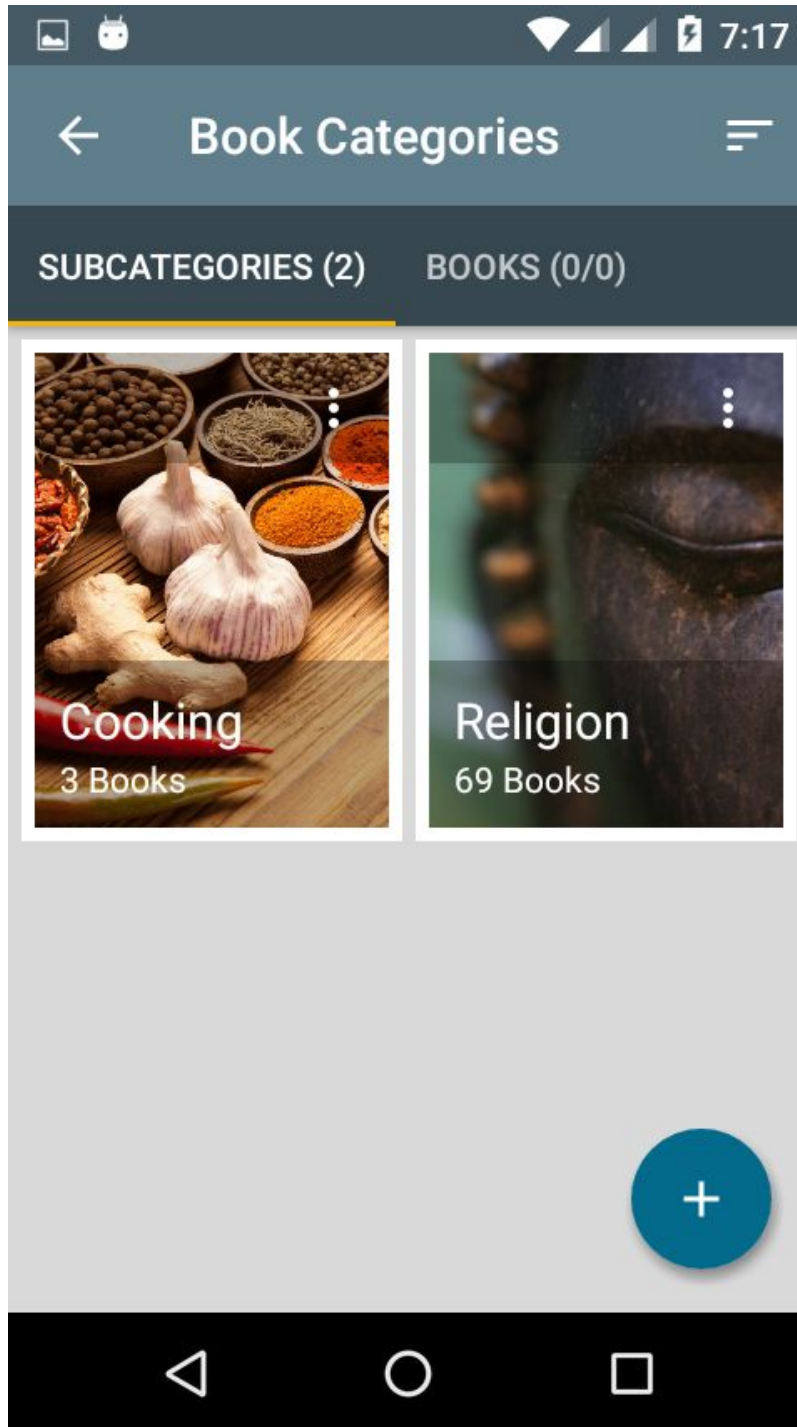 7:17
Book Categories
SUBCATEGORIES (2)
BOOKS (0/0)
Cooking
3 Books
Religion
69 Books